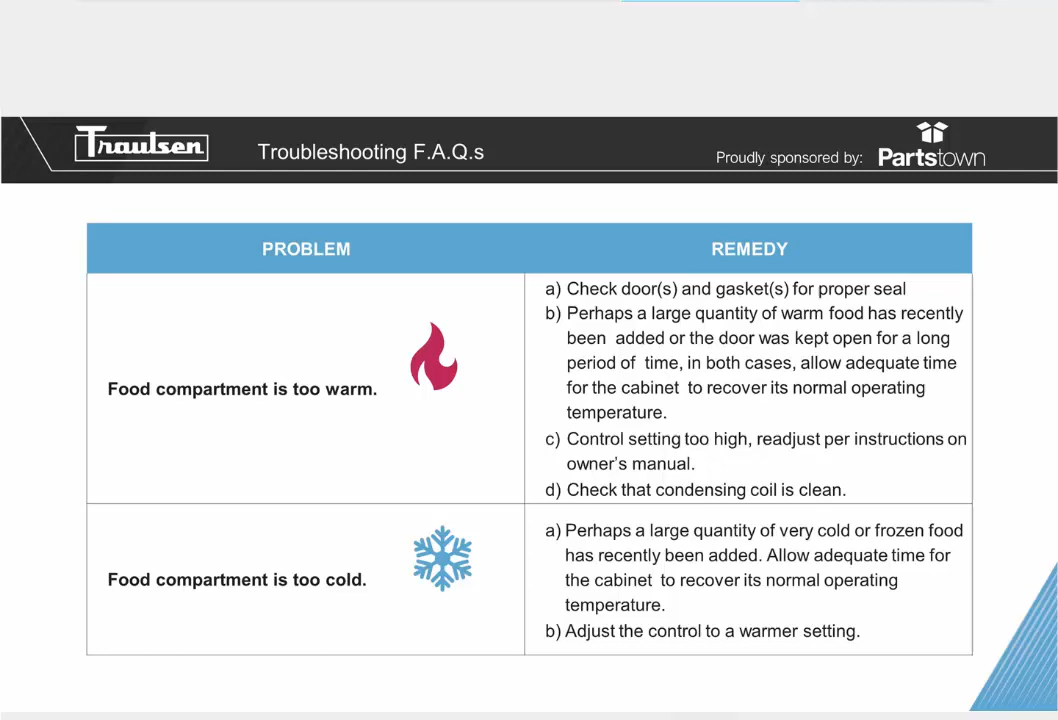 Traulsen
Troubleshooting F.A.Q.s
Proudly sponsored by:
Partstown
PROBLEM
REMEDY
Food compartment is too warm.
a) Check door(s) and gasket(s) for proper seal
b) Perhaps a large quantity of warm food has recently
been added or the door was kept open for a long
period of time, in both cases, allow adequate time
for the cabinet to recover its normal operating
temperature.
c) Control setting too high, readjust per instructions on
owner’s manual.
d) Check that condensing coil is clean.
Food compartment is too cold.
a) Perhaps a large quantity of very cold or frozen food
has recently been added. Allow adequate time for
the cabinet to recover its normal operating
temperature.
b) Adjust the control to a warmer setting.